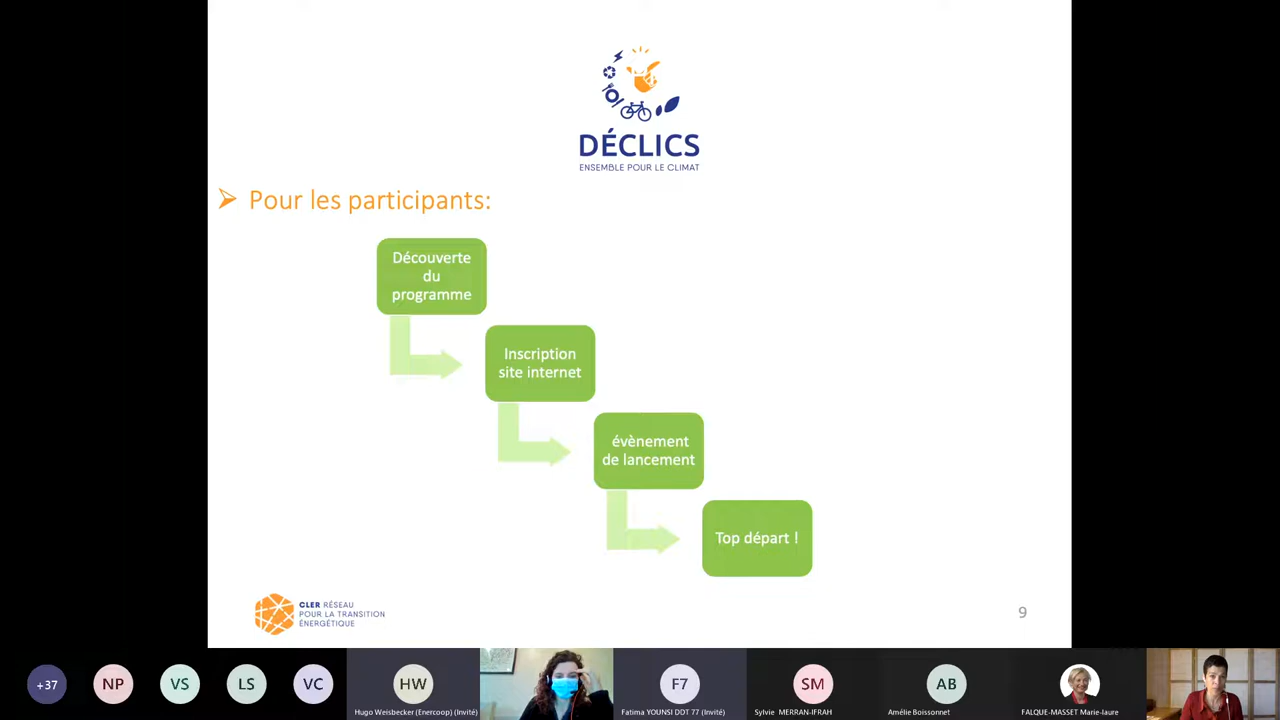 DÉCLICS
ENSEMBLE POUR LE CLIMAT
Pour les participants:
Découverte
du
programme
Inscription
site internet
évènement
de lancement
Top départ !
CLER RÉSEAU
POUR LA TRANSITION
ÉNERGÉTIQUE
9
+37
NP
VS
LS
VC
HW
Hugo Weisbecker (Enercoop) (Invité)
F7
Fatima YOUNSI DDT 77 (Invité)
SM
Sylvie MERRAN-IFRAH
AB
Amélie Boissonnet
FALQUE-MASSET Marie-laure